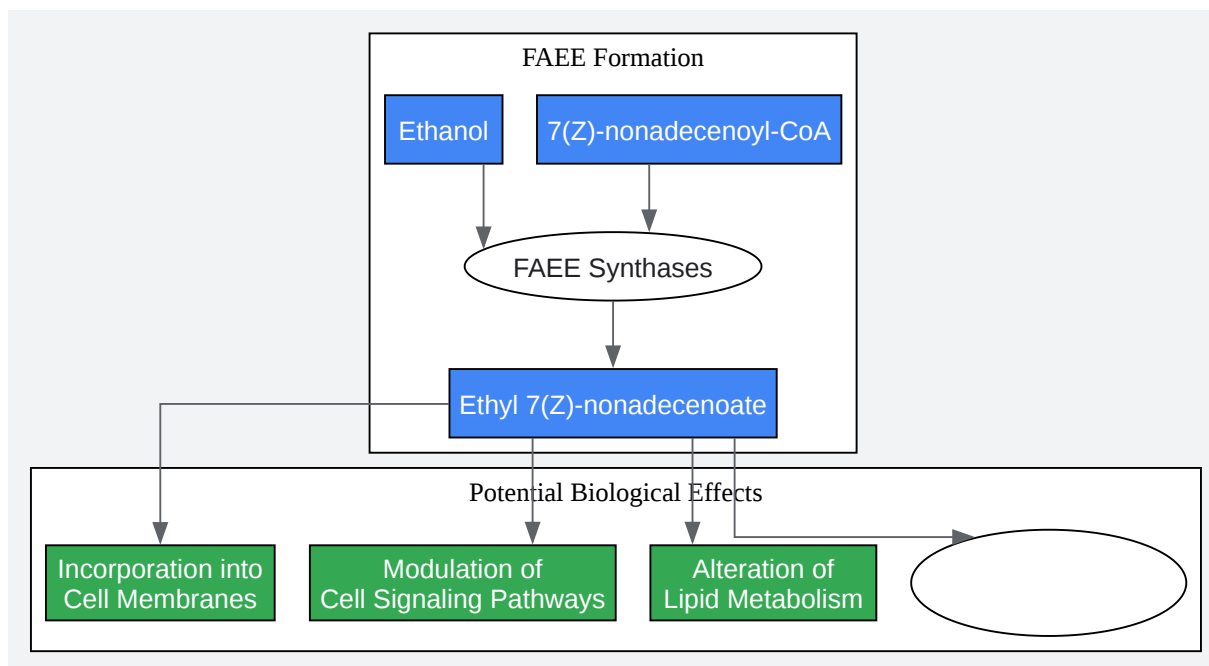 FAEE Formation
Ethanol
7(Z)-nonadecenoyl-CoA
FAEE Synthases
Ethyl 7(Z)-nonadecenoate
Potential Biological Effects
Incorporation into
Cell Membranes
Modulation of
Cell Signaling Pathways
Alteration of
Lipid Metabolism